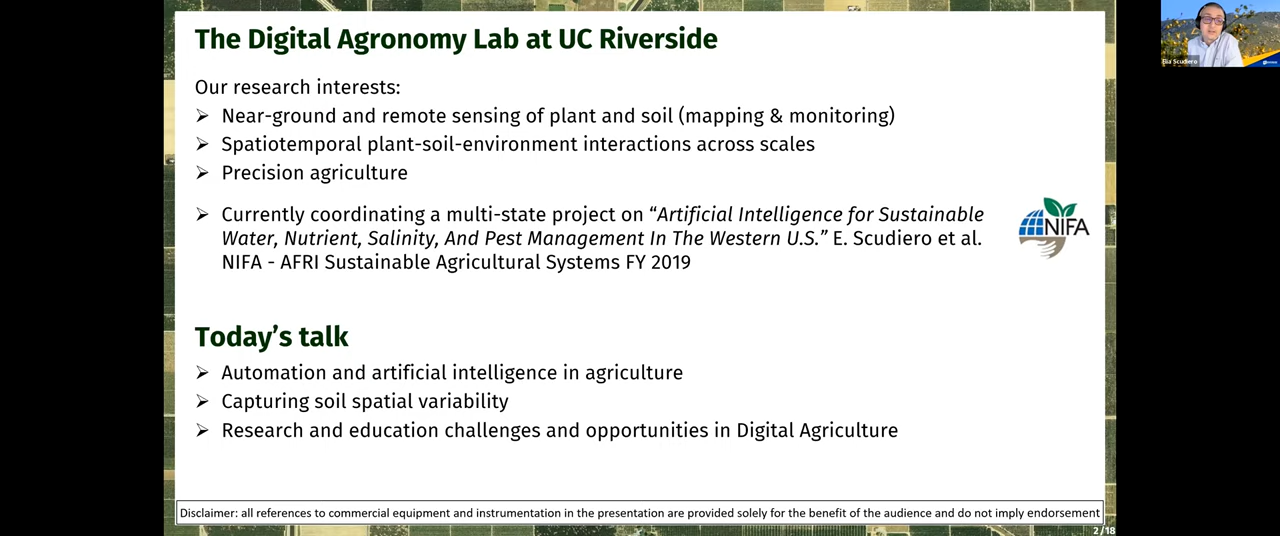 The Digital Agronomy Lab at UC Riverside
Our research interests:
➢ Near-ground and remote sensing of plant and soil (mapping & monitoring)
➢ Spatiotemporal plant-soil-environment interactions across scales
➢ Precision agriculture
➢ Currently coordinating a multi-state project on “Artificial Intelligence for Sustainable
Water, Nutrient, Salinity, And Pest Management In The Western U.S.” E. Scudiero et al.
NIFA - AFRI Sustainable Agricultural Systems FY 2019
NIFA
Today’s talk
➢ Automation and artificial intelligence in agriculture
➢ Capturing soil spatial variability
➢ Research and education challenges and opportunities in Digital Agriculture
Disclaimer: all references to commercial equipment and instrumentation in the presentation are provided solely for the benefit of the audience and do not imply endorsement
2/18
Elia Scudiero